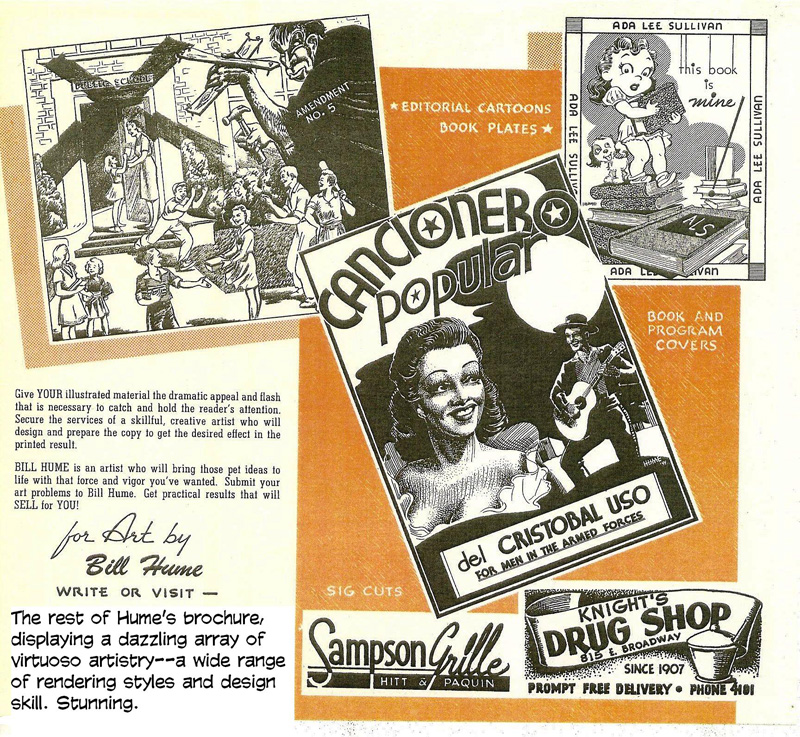 PUBLIC SCHOOL
AMENDMENT
NO. 5
★ EDITORIAL CARTOONS
BOOK PLATES ★
ADA LEE SULLIVAN
ADA LEE SULLIVAN
this book
is
mine
ADA LEE SULLIVAN
ALS
ADA LEE SULLIVAN
CANCIONERO
popular
HUME
del CRISTOBAL USO
FOR MEN IN THE ARMED FORCES
BOOK AND
PROGRAM
COVERS
Give YOUR illustrated material the dramatic appeal and flash
that is necessary to catch and hold the reader's attention.
Secure the services of a skillful, creative artist who will
design and prepare the copy to get the desired effect in the
printed result.
BILL HUME is an artist who will bring those pet ideas to
life with that force and vigor you've wanted. Submit your
art problems to Bill Hume. Get practical results that will
SELL for YOU!
for Art by
Bill Hume
WRITE OR VISIT —
The rest of Hume's brochure,
displaying a dazzling array of
virtuoso artistry--a wide range
of rendering styles and design
skill. Stunning.
SIG CUTS
Sampson Grille
HITT & PAQUIN
KNIGHT'S
DRUG SHOP
815 E. BROADWAY
SINCE 1907
PROMPT FREE DELIVERY • PHONE 4101